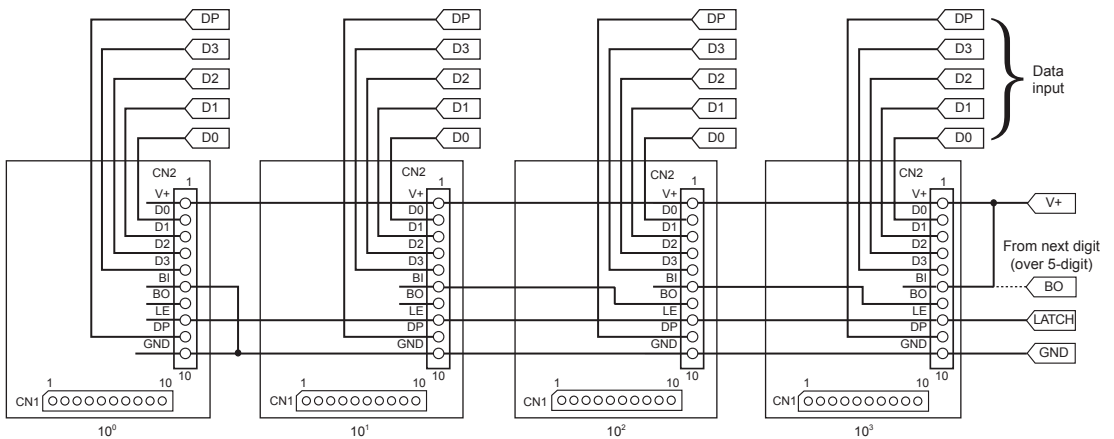 DP DP DP DP
D3 D3 D3 D3
D2 D2 D2 D2
D1 D1 D1 D1
D0 D0 D0 D0
Data
input
CN2
1
V+
D0
D1
D2
D3
BI
BO
LE
DP
GND
10
CN1
1 10
10⁰
CN2
1
V+
D0
D1
D2
D3
BI
BO
LE
DP
GND
10
CN1
1 10
10¹
CN2
1
V+
D0
D1
D2
D3
BI
BO
LE
DP
GND
10
CN1
1 10
10²
CN2
1
V+
D0
D1
D2
D3
BI
BO
LE
DP
GND
10
CN1
1 10
10³
V+
From next digit
(over 5-digit)
BO
LATCH
GND